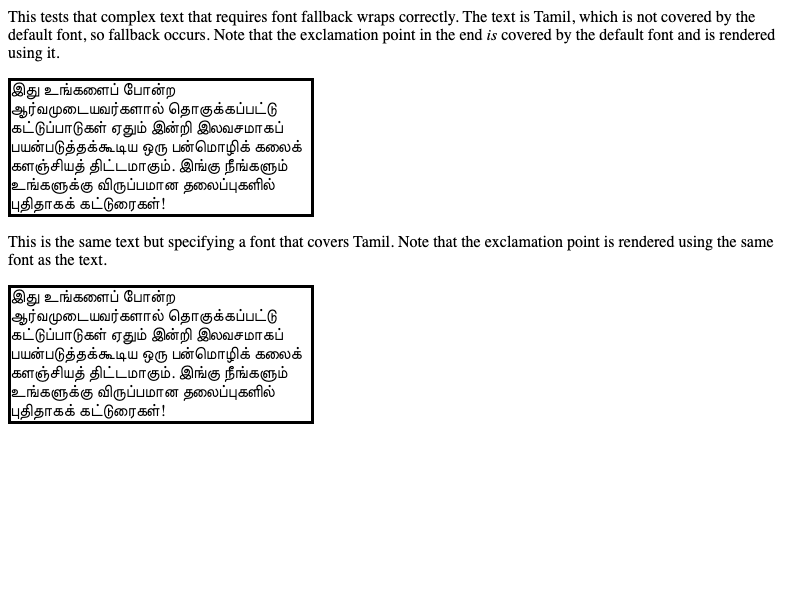 This tests that complex text that requires font fallback wraps correctly. The text is Tamil, which is not covered by the
default font, so fallback occurs. Note that the exclamation point in the end is covered by the default font and is rendered
using it.
இது உங்களைப் போன்ற
ஆர்வமுடையவர்களால் தொகுக்கப்பட்டு
கட்டுப்பாடுகள் ஏதும் இன்றி இலவசமாகப்
பயன்படுத்தக்கூடிய ஒரு பன்மொழிக் கலைக்
களஞ்சியத் திட்டமாகும். இங்கு நீங்களும்
உங்களுக்கு விருப்பமான தலைப்புகளில்
புதிதாகக் கட்டுரைகள்!
This is the same text but specifying a font that covers Tamil. Note that the exclamation point is rendered using the same
font as the text.
இது உங்களைப் போன்ற
ஆர்வமுடையவர்களால் தொகுக்கப்பட்டு
கட்டுப்பாடுகள் ஏதும் இன்றி இலவசமாகப்
பயன்படுத்தக்கூடிய ஒரு பன்மொழிக் கலைக்
களஞ்சியத் திட்டமாகும். இங்கு நீங்களும்
உங்களுக்கு விருப்பமான தலைப்புகளில்
புதிதாகக் கட்டுரைகள்!